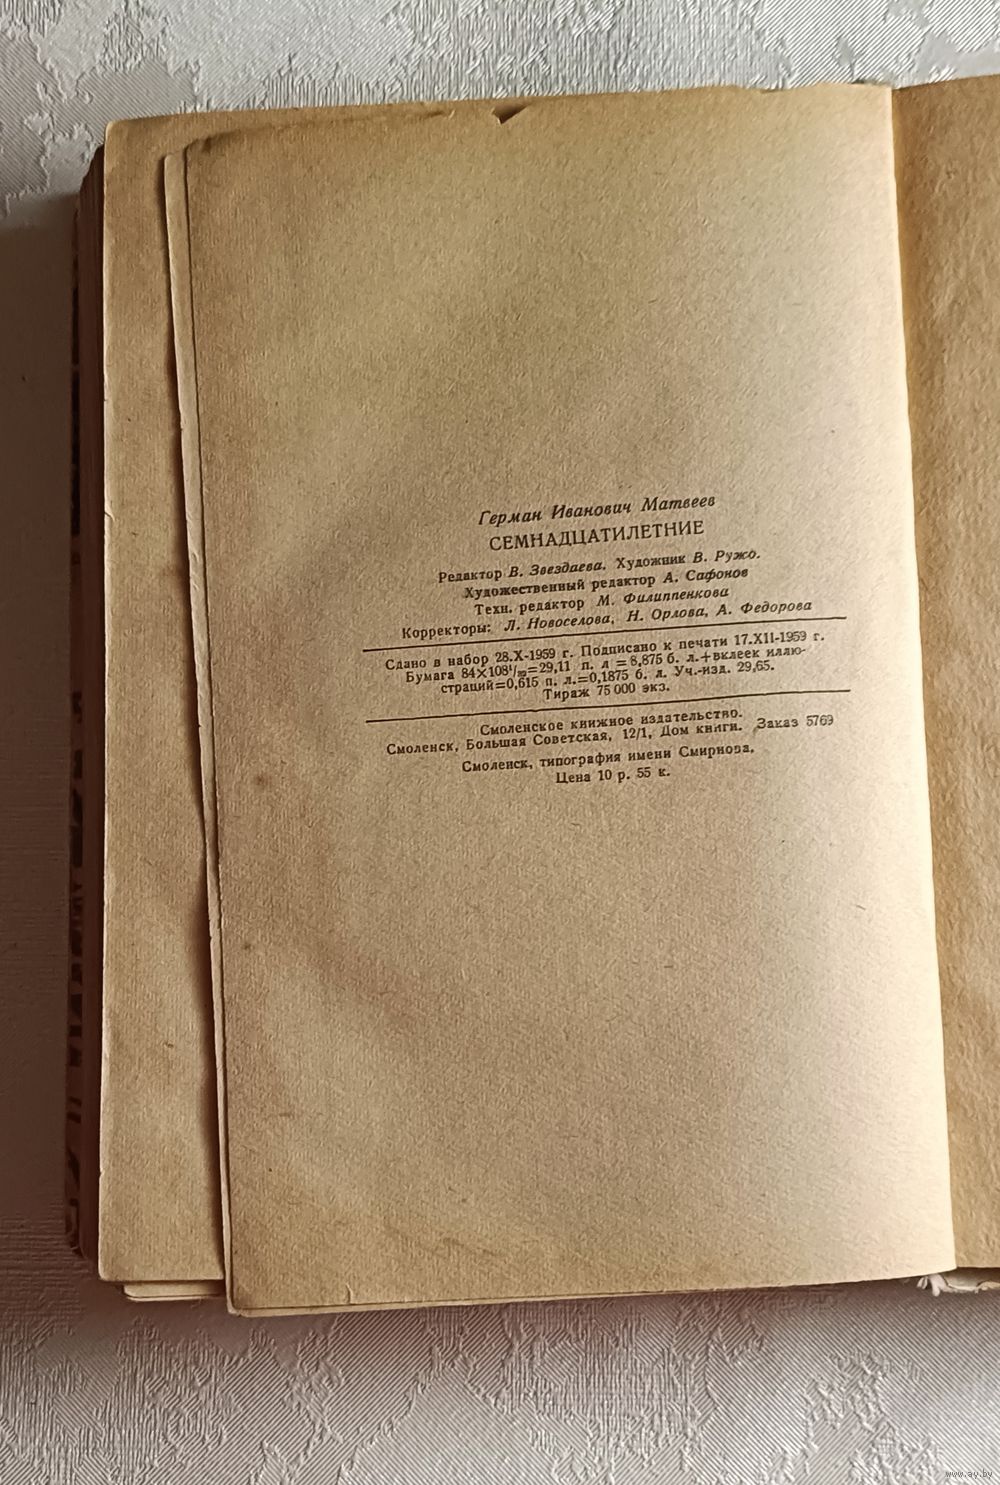 Герман Иванович Матвеев
СЕМНАДЦАТИЛЕТНИЕ
Редактор В. Звездаева. Художник В. Ружо.
Художественный редактор А. Сафонов
Техн. редактор М. Филиппенкова
Корректоры: Л. Новоселова, Н. Орлова, А. Федорова
Сдано в набор 28.X-1959 г. Подписано к печати 17.XII-1959 г.
Бумага 84×108¹/₃₂=29,11 п. л =8,875 б. л.+вклеек иллю-
страций=0,615 п. л.=0,1875 б. л. Уч.-изд. 29,65.
Тираж 75 000 экз.
Смоленское книжное издательство.
Смоленск, Большая Советская, 12/1, Дом книги. Заказ 5769
Смоленск, типография имени Смирнова.
Цена 10 р. 55 к.
www.ay.by